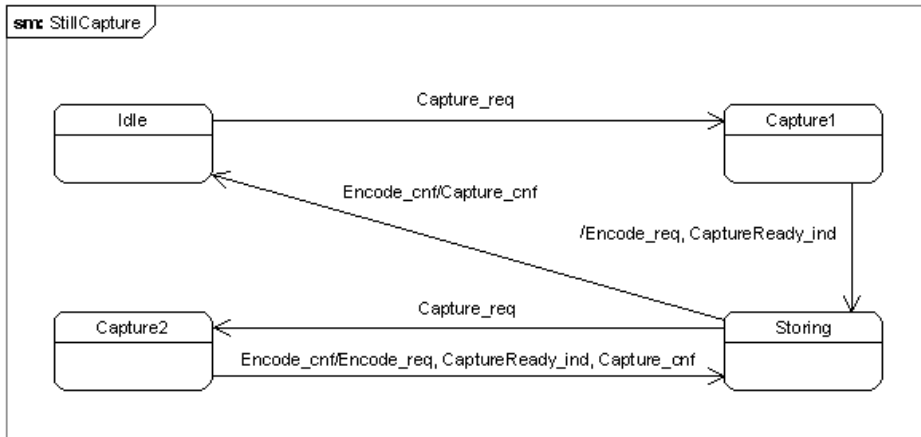 sm: StillCapture
Capture_req
Idle
Capture1
Encode_cnf/Capture_cnf
/Encode_req, CaptureReady_ind
Capture_req
Capture2
Storing
Encode_cnf/Encode_req, CaptureReady_ind, Capture_cnf